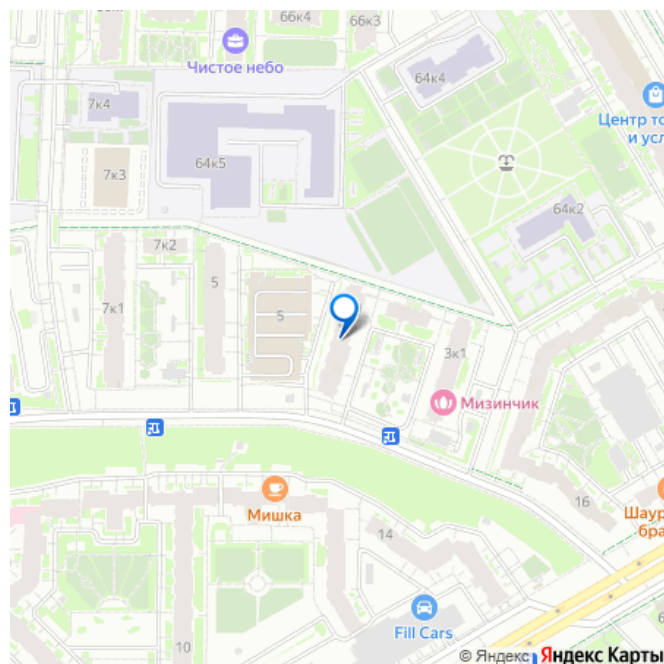 66к4
66к3
Чистое небо
64к4
7к4
Центр то
и усл
64к5
7к3
64к2
7к2
5
7к1
5
3к1
Мизинчик
Мишка
16
Шаур
бра
14
Fill Cars
10
© Яндекс Яндекс Карты